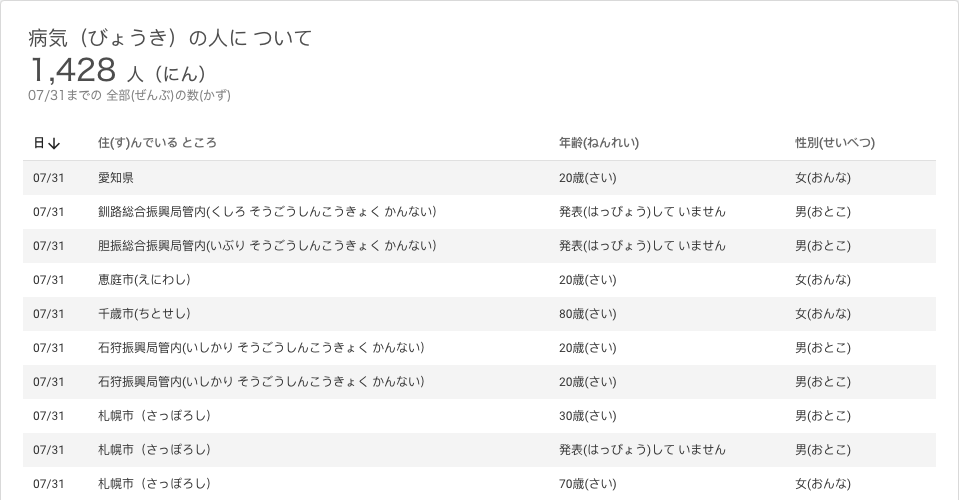 病気（びょうき）の人に ついて
1,428 人（にん）
07/31までの 全部(ぜんぶ)の数(かず)
日↓ 住(す)んでいる ところ 年齢(ねんれい) 性別(せいべつ)
07/31 愛知県 20歳(さい) 女(おんな)
07/31 釧路総合振興局管内(くしろ そうごうしんこうきょく かんない） 発表(はっぴょう)して いません 男(おとこ)
07/31 胆振総合振興局管内(いぶり そうごうしんこうきょく かんない） 発表(はっぴょう)して いません 男(おとこ)
07/31 恵庭市(えにわし） 20歳(さい) 女(おんな)
07/31 千歳市(ちとせし） 80歳(さい) 女(おんな)
07/31 石狩振興局管内(いしかり そうごうしんこうきょく かんない） 20歳(さい) 男(おとこ)
07/31 石狩振興局管内(いしかり そうごうしんこうきょく かんない） 20歳(さい) 男(おとこ)
07/31 札幌市（さっぽろし） 30歳(さい) 男(おとこ)
07/31 札幌市（さっぽろし） 発表(はっぴょう)して いません 男(おとこ)
07/31 札幌市（さっぽろし） 70歳(さい) 女(おんな)